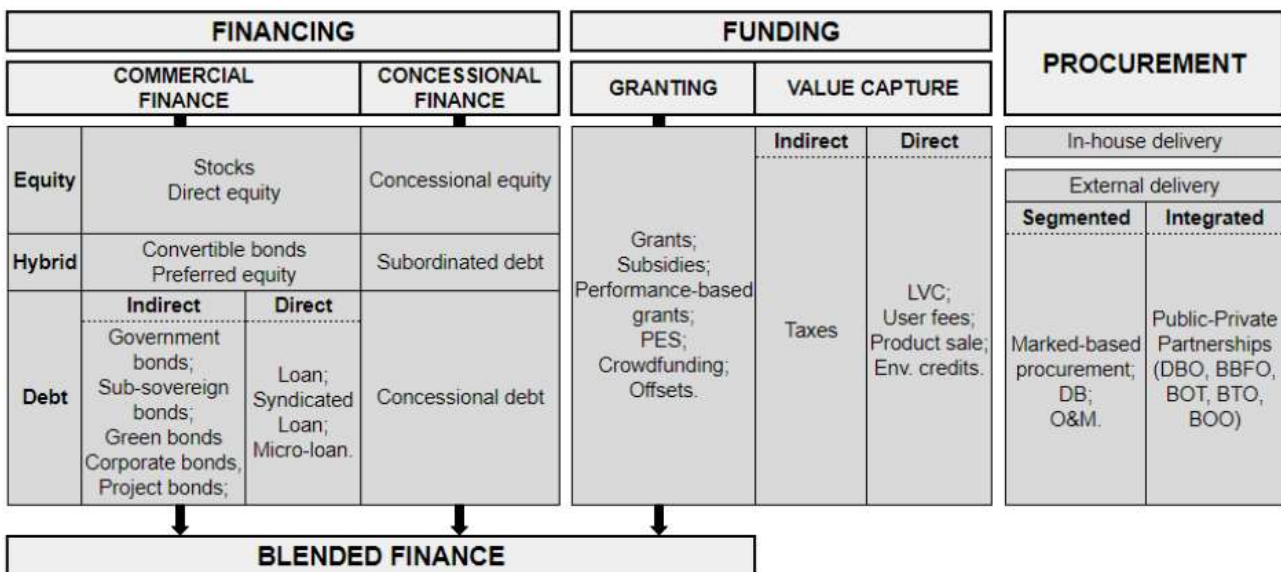 FINANCING
FUNDING
PROCUREMENT
COMMERCIAL
FINANCE
CONCESSIONAL
FINANCE
GRANTING
VALUE CAPTURE
Equity
Stocks
Direct equity
Concessional equity
Hybrid
Convertible bonds
Preferred equity
Subordinated debt
Debt
Indirect
Government
bonds;
Sub-sovereign
bonds;
Green bonds
Corporate bonds,
Project bonds;
Direct
Loan;
Syndicated
Loan;
Micro-loan.
Concessional debt
Grants;
Subsidies;
Performance-based
grants;
PES;
Crowdfunding;
Offsets.
Indirect
Taxes
Direct
LVC;
User fees;
Product sale;
Env. credits.
In-house delivery
External delivery
Segmented
Marked-based
procurement;
DB;
O&M.
Integrated
Public-Private
Partnerships
(DBO, BBFO,
BOT, BTO,
BOO)
BLENDED FINANCE